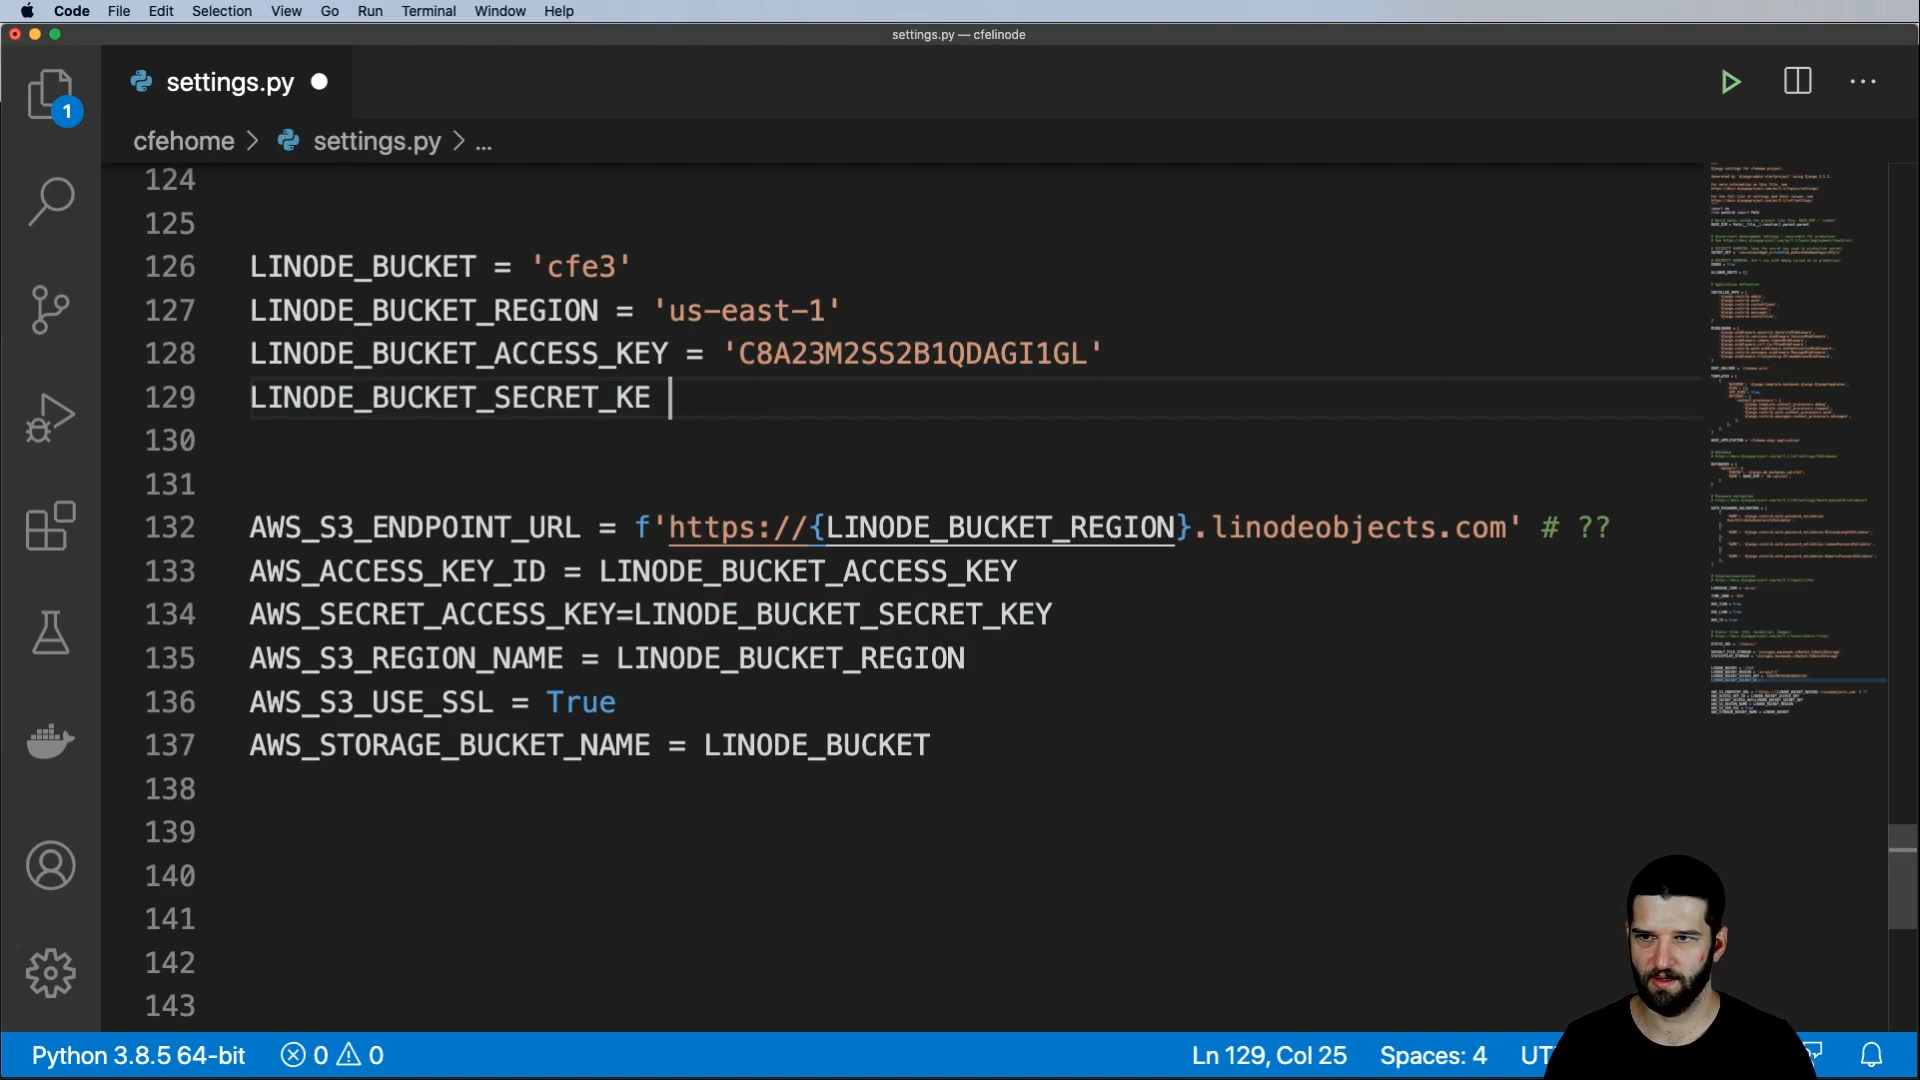 Code File Edit Selection View Go Run Terminal Window Help
settings.py — cfelinode
settings.py
1
cfehome > settings.py > ...
124
125
126 LINODE_BUCKET = 'cfe3'
127 LINODE_BUCKET_REGION = 'us-east-1'
128 LINODE_BUCKET_ACCESS_KEY = 'C8A23M2SS2B1QDAGI1GL'
129 LINODE_BUCKET_SECRET_KE
130
131
132 AWS_S3_ENDPOINT_URL = f'https://{LINODE_BUCKET_REGION}.linodeobjects.com' # ??
133 AWS_ACCESS_KEY_ID = LINODE_BUCKET_ACCESS_KEY
134 AWS_SECRET_ACCESS_KEY=LINODE_BUCKET_SECRET_KEY
135 AWS_S3_REGION_NAME = LINODE_BUCKET_REGION
136 AWS_S3_USE_SSL = True
137 AWS_STORAGE_BUCKET_NAME = LINODE_BUCKET
138
139
140
141
142
143
Python 3.8.5 64-bit 0 0 Ln 129, Col 25 Spaces: 4